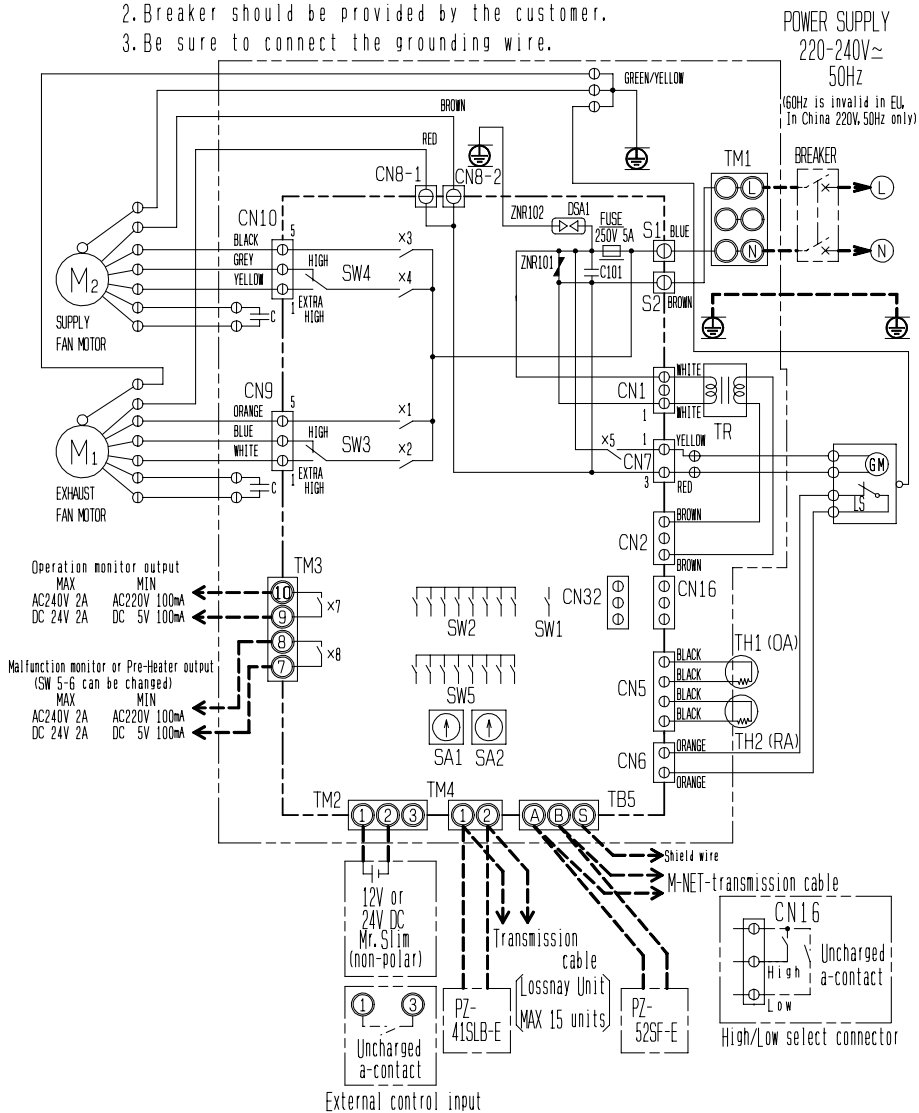 2.Breaker should be provided by the customer.
3.Be sure to connect the grounding wire.
POWER SUPPLY
220-240V~
50Hz
(60Hz is invalid in EU,
In China 220V,50Hz only)
GREEN/YELLOW
BROWN
RED
CN8-1
CN8-2
TM1
BREAKER
L
L
N
N
ZNR102
DSA1
FUSE
250V 5A
S1
BLUE
ZNR101
C101
S2
BROWN
CN10
5
BLACK
GREY
YELLOW
HIGH
SW4
×3
×4
1
EXTRA
HIGH
C
M2
SUPPLY
FAN MOTOR
CN9
5
ORANGE
BLUE
WHITE
HIGH
SW3
×1
×2
1
EXTRA
HIGH
C
M1
EXHAUST
FAN MOTOR
CN1
WHITE
1
WHITE
TR
×5
CN7
1
YELLOW
3
RED
GM
LS
CN2
BROWN
BROWN
Operation monitor output
MAX MIN
AC240V 2A AC220V 100mA
DC 24V 2A DC 5V 100mA
Malfunction monitor or Pre-Heater output
(SW 5-6 can be changed)
MAX MIN
AC240V 2A AC220V 100mA
DC 24V 2A DC 5V 100mA
TM3
10
9
8
7
×7
×8
SW2
SW1
CN32
CN16
SW5
SA1
SA2
CN5
BLACK
BLACK
BLACK
BLACK
TH1 (OA)
TH2 (RA)
CN6
ORANGE
ORANGE
TM2
1 2 3
TM4
1 2
TB5
A B S
Shield wire
M-NET-transmission cable
12V or
24V DC
Mr.Slim
(non-polar)
Transmission
cable
(Lossnay Unit
MAX 15 units)
PZ-
41SLB-E
PZ-
52SF-E
1 3
Uncharged
a-contact
External control input
CN16
High
Low
Uncharged
a-contact
High/Low select connector